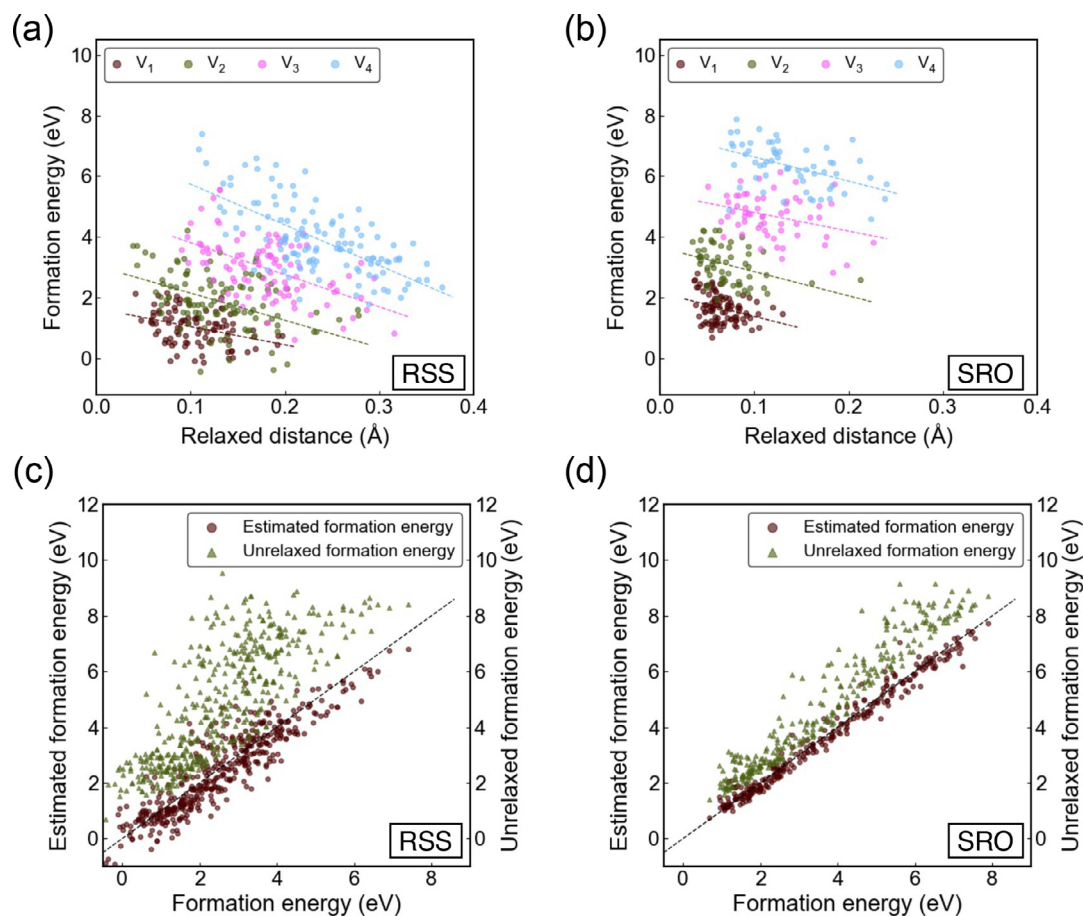 (a)
10
8
6
4
2
0
Formation energy (eV)
V1 V2 V3 V4
RSS
0.0 0.1 0.2 0.3 0.4
Relaxed distance (Å)
(b)
10
8
6
4
2
0
Formation energy (eV)
V1 V2 V3 V4
SRO
0.0 0.1 0.2 0.3 0.4
Relaxed distance (Å)
(c)
12
10
8
6
4
2
0
Estimated formation energy (eV)
Estimated formation energy
Unrelaxed formation energy
RSS
12
10
8
6
4
2
0
Unrelaxed formation energy (eV)
0 2 4 6 8
Formation energy (eV)
(d)
12
10
8
6
4
2
0
Estimated formation energy (eV)
Estimated formation energy
Unrelaxed formation energy
SRO
12
10
8
6
4
2
0
Unrelaxed formation energy (eV)
0 2 4 6 8
Formation energy (eV)